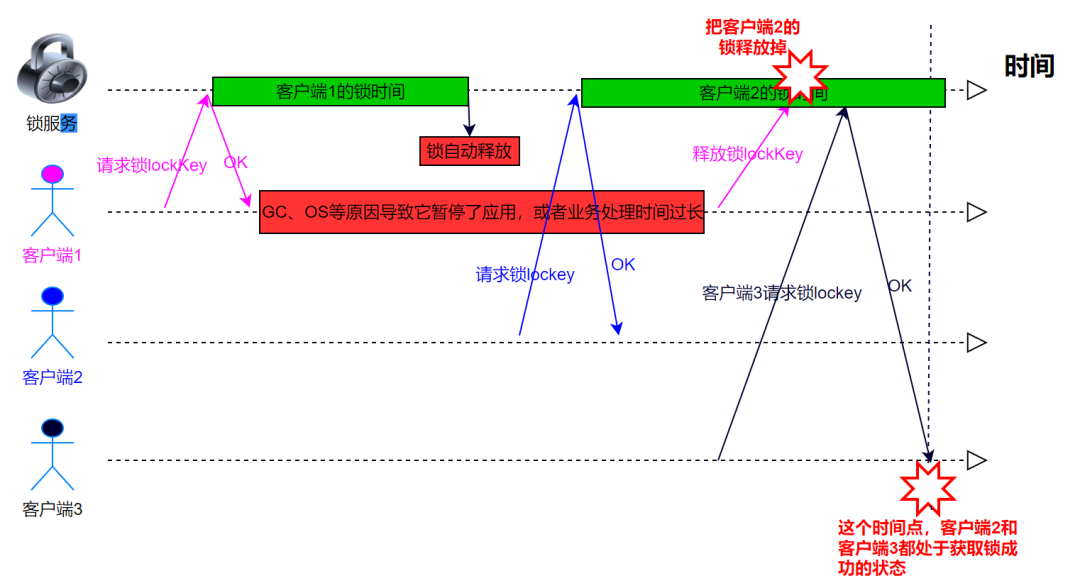 把客户端2的
锁释放掉
时间
客户端1的锁时间
客户端2的锁时间
锁服务
锁自动释放
请求锁lockKey
OK
释放锁lockKey
GC、OS等原因导致它暂停了应用，或者业务处理时间过长
客户端1
请求锁lockey
OK
客户端3请求锁lockey
OK
客户端2
客户端3
这个时间点，客户端2和
客户端3都处于获取锁成
功的状态